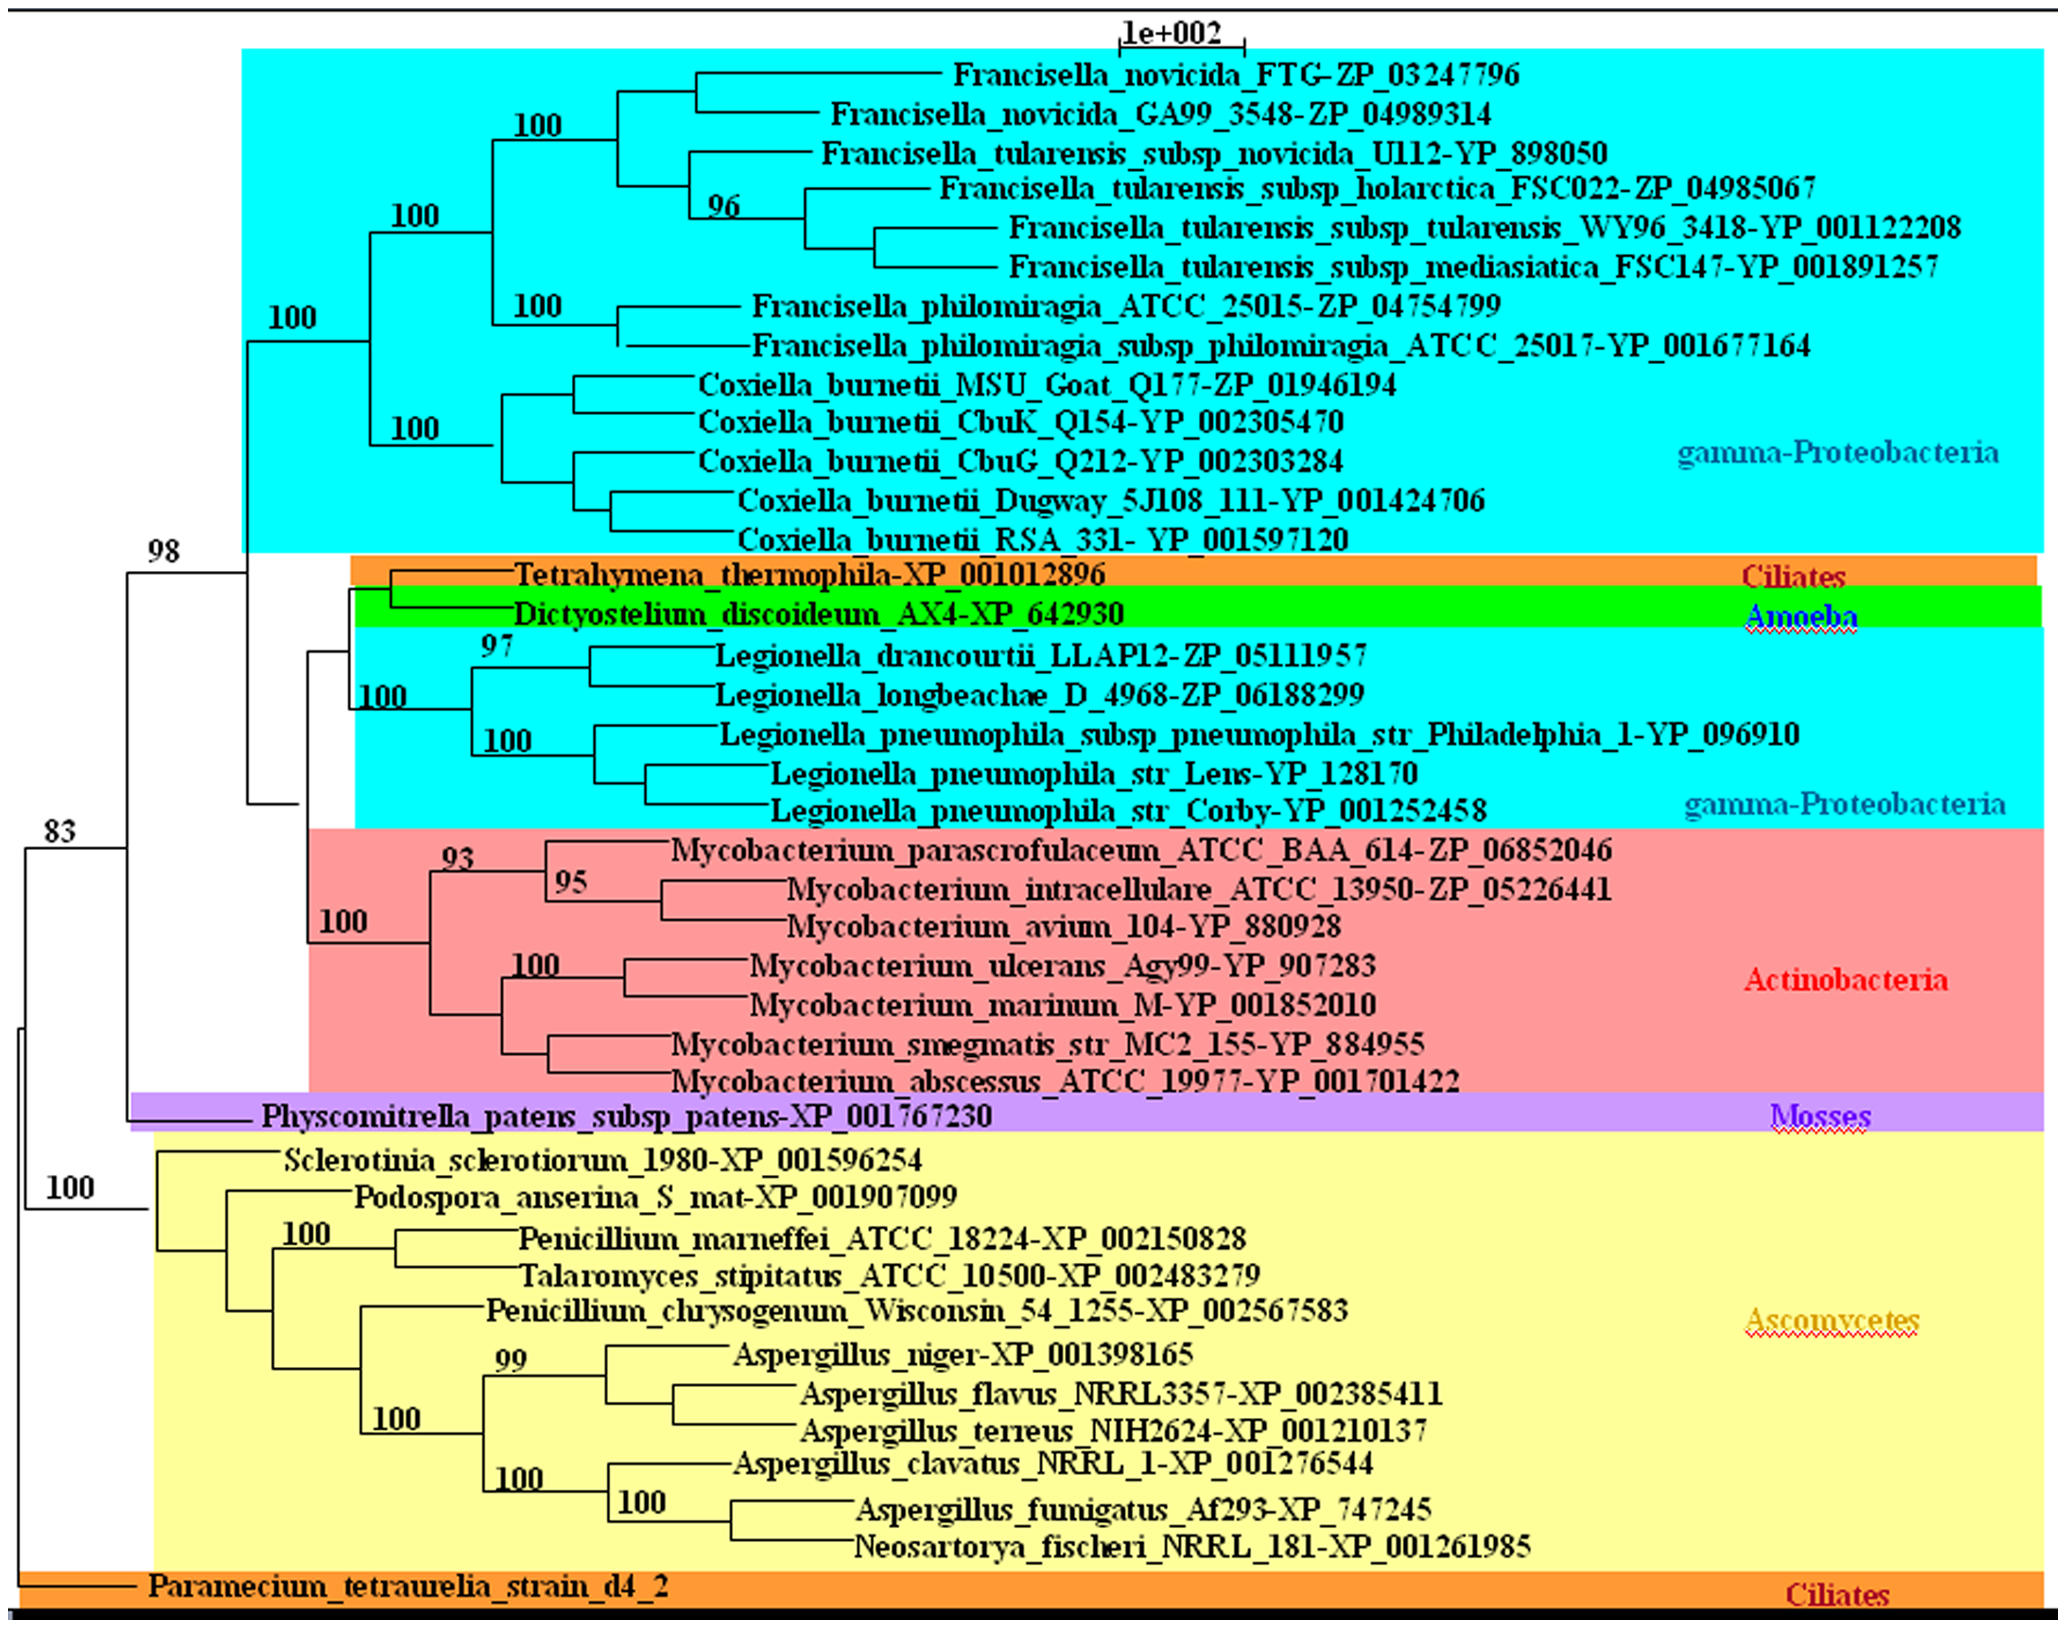 1e+002
Francisella_novicida_FTG-ZP_03247796
Francisella_novicida_GA99_3548-ZP_04989314
100
Francisella_tularensis_subsp_novicida_U112-YP_898050
Francisella_tularensis_subsp_holarctica_FSC022-ZP_04985067
96
100
Francisella_tularensis_subsp_tularensis_WY96_3418-YP_001122208
Francisella_tularensis_subsp_mediasiatica_FSC147-YP_001891257
100
Francisella_philomiragia_ATCC_25015-ZP_04754799
100
Francisella_philomiragia_subsp_philomiragia_ATCC_25017-YP_001677164
Coxiella_burnetii_MSU_Goat_Q177-ZP_01946194
Coxiella_burnetii_CbuK_Q154-YP_002305470
100
gamma-Proteobacteria
Coxiella_burnetii_CbuG_Q212-YP_002303284
Coxiella_burnetii_Dugway_5J108_111-YP_001424706
Coxiella_burnetii_RSA_331- YP_001597120
98
Tetrahymena_thermophila-XP_001012896 Ciliates
Dictyostelium_discoideum_AX4-XP_642930 Amoeba
97
Legionella_drancourtii_LLAP12-ZP_05111957
100
Legionella_longbeachae_D_4968-ZP_06188299
100
Legionella_pneumophila_subsp_pneumophila_str_Philadelphia_1-YP_096910
Legionella_pneumophila_str_Lens-YP_128170
Legionella_pneumophila_str_Corby-YP_001252458 gamma-Proteobacteria
83
93
Mycobacterium_parascrofulaceum_ATCC_BAA_614-ZP_06852046
95
Mycobacterium_intracellulare_ATCC_13950-ZP_05226441
100
Mycobacterium_avium_104-YP_880928
100
Mycobacterium_ulcerans_Agy99-YP_907283
Actinobacteria
Mycobacterium_marinum_M-YP_001852010
Mycobacterium_smegmatis_str_MC2_155-YP_884955
Mycobacterium_abscessus_ATCC_19977-YP_001701422
Physcomitrella_patens_subsp_patens-XP_001767230 Mosses
Sclerotinia_sclerotiorum_1980-XP_001596254
100
Podospora_anserina_S_mat-XP_001907099
100
Penicillium_marneffei_ATCC_18224-XP_002150828
Talaromyces_stipitatus_ATCC_10500-XP_002483279
Penicillium_chrysogenum_Wisconsin_54_1255-XP_002567583
Ascomycetes
99
Aspergillus_niger-XP_001398165
Aspergillus_flavus_NRRL3357-XP_002385411
100
Aspergillus_terreus_NIH2624-XP_001210137
Aspergillus_clavatus_NRRL_1-XP_001276544
100
100
Aspergillus_fumigatus_Af293-XP_747245
Neosartorya_fischeri_NRRL_181-XP_001261985
Paramecium_tetraurelia_strain_d4_2 Ciliates